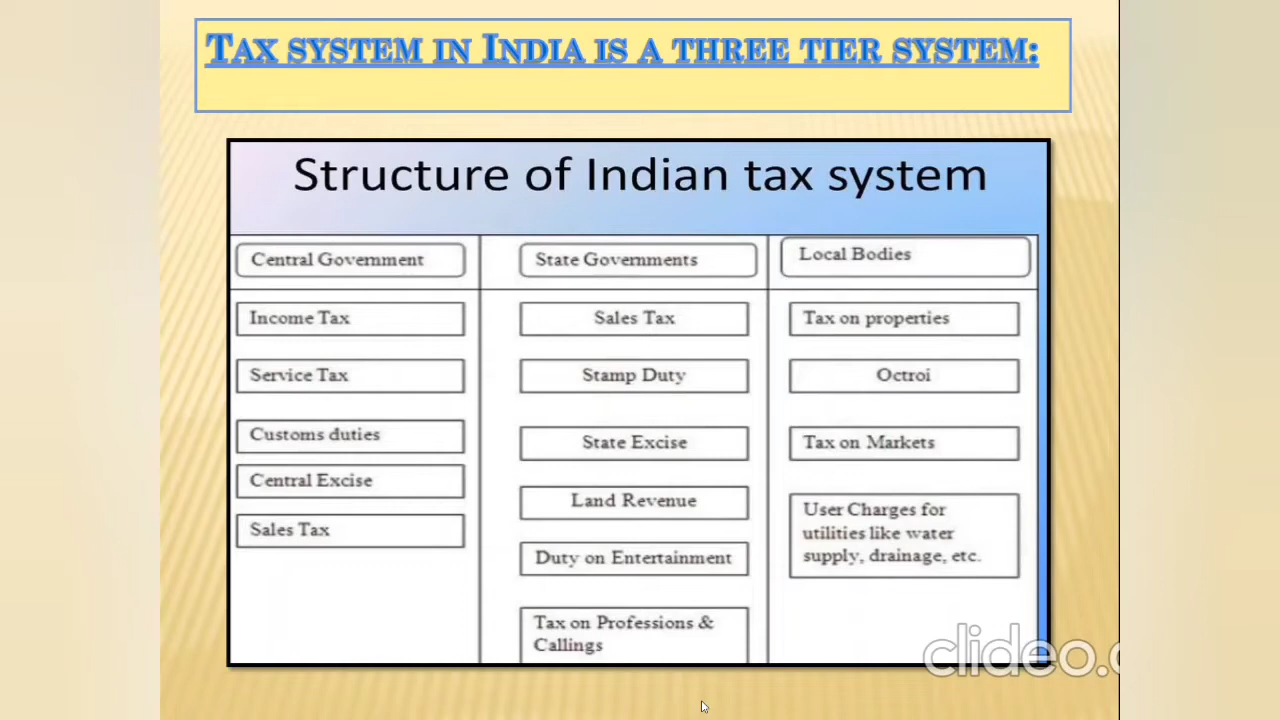 TAX SYSTEM IN INDIA IS A THREE TIER SYSTEM:
Structure of Indian tax system
Central Government
State Governments
Local Bodies
Income Tax
Sales Tax
Tax on properties
Service Tax
Stamp Duty
Octroi
Customs duties
State Excise
Tax on Markets
Central Excise
Land Revenue
User Charges for
utilities like water
supply, drainage, etc.
Sales Tax
Duty on Entertainment
Tax on Professions &
Callings
clideo.c